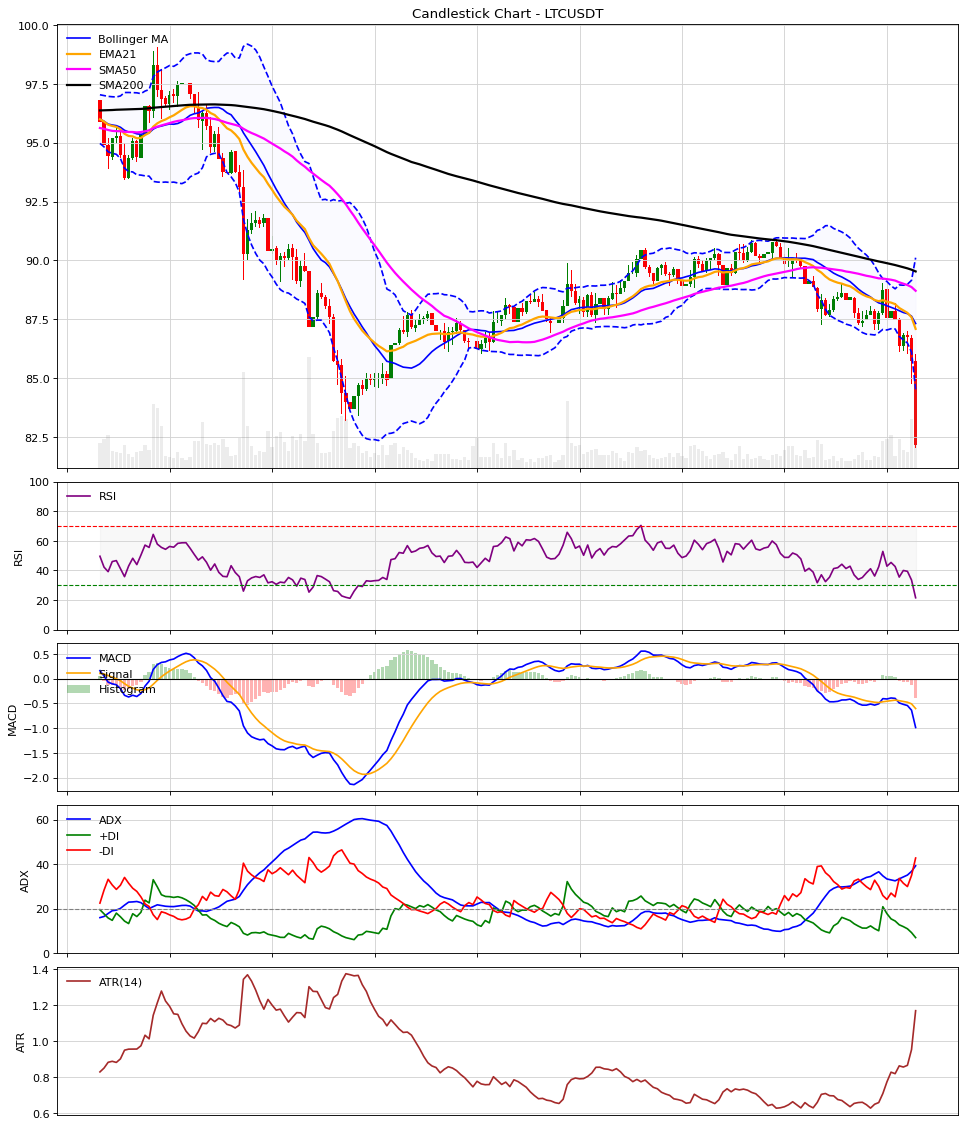 Candlestick Chart - LTCUSDT
100.0
97.5
95.0
92.5
90.0
87.5
85.0
82.5
Bollinger MA
EMA21
SMA50
SMA200
100
80
60
40
20
0
RSI
RSI
0.5
0.0
−0.5
−1.0
−1.5
−2.0
MACD
MACD
Signal
Histogram
60
40
20
0
ADX
ADX
+DI
-DI
1.4
1.2
1.0
0.8
0.6
ATR
ATR(14)